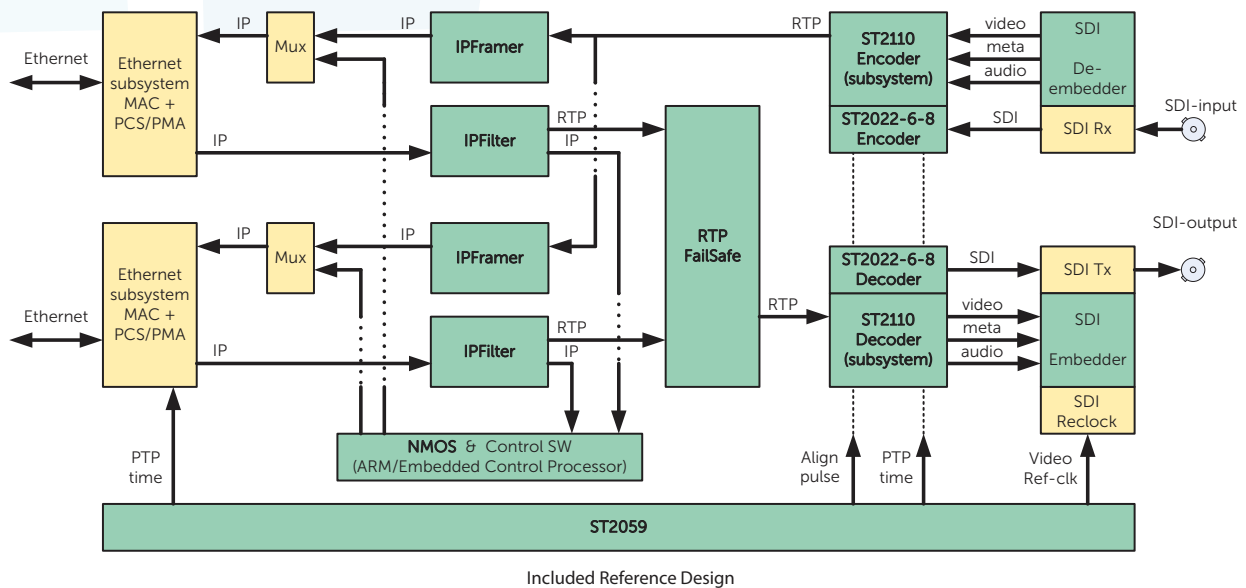 Ethernet
Ethernet
subsystem
MAC +
PCS/PMA
IP
Mux
IP
IPFramer
RTP
ST2110
Encoder
(subsystem)
video
meta
audio
SDI
De-
embedder
ST2022-6-8
Encoder
SDI
SDI Rx
SDI-input
IP
IPFilter
RTP
IP
RTP
FailSafe
Ethernet
Ethernet
subsystem
MAC +
PCS/PMA
IP
Mux
IP
IPFramer
IP
IPFilter
RTP
IP
RTP
ST2022-6-8
Decoder
SDI
SDI Tx
SDI-output
ST2110
Decoder
(subsystem)
video
meta
audio
SDI
Embedder
SDI
Reclock
NMOS & Control SW
(ARM/Embedded Control Processor)
PTP
time
Align
pulse
PTP
time
Video
Ref-clk
ST2059
Included Reference Design